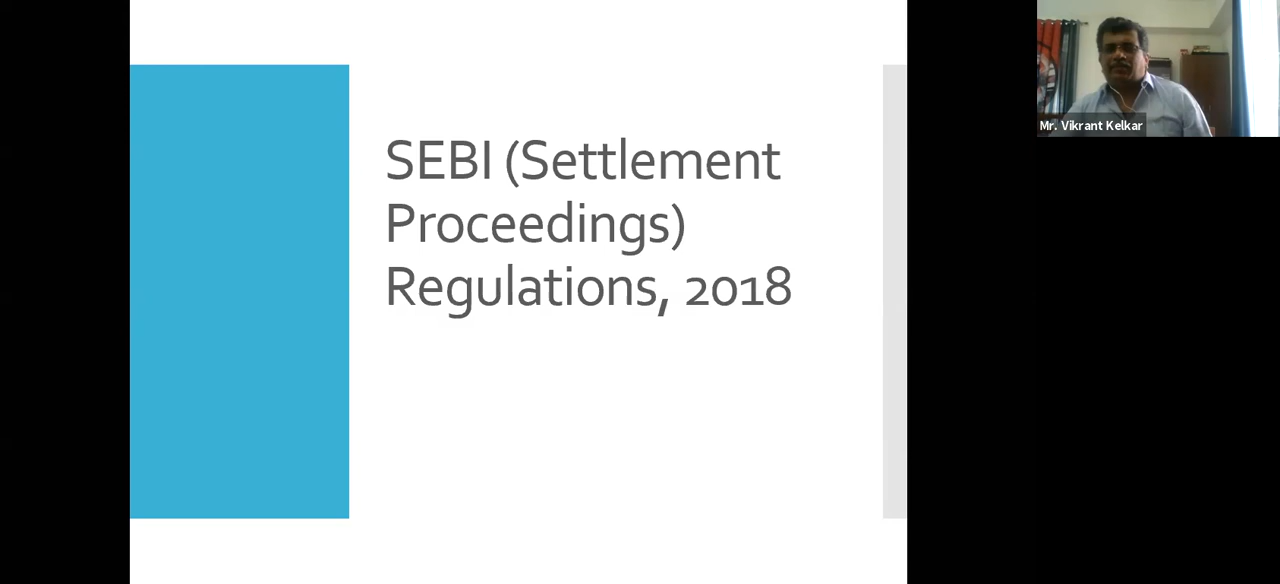 SEBI (Settlement
Proceedings)
Regulations, 2018
Mr. Vikrant Kelkar